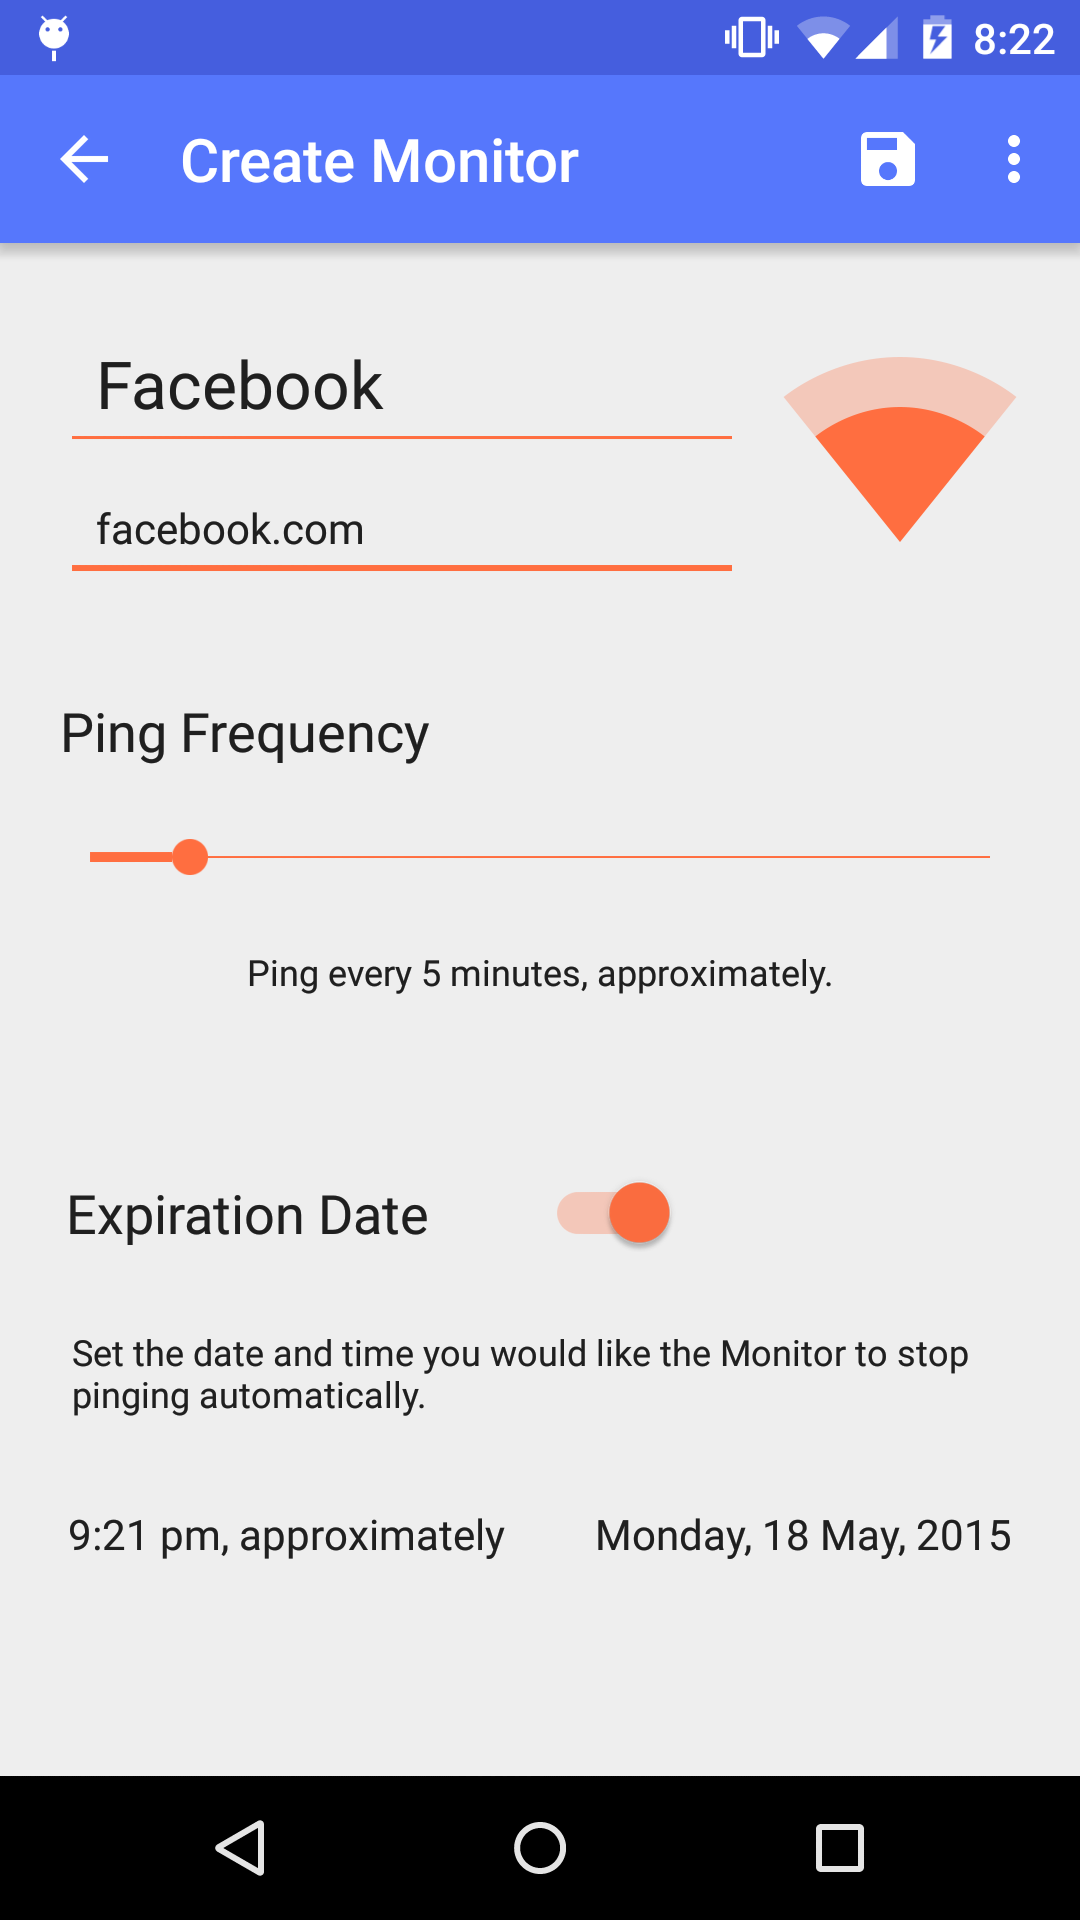 8:22
Create Monitor
Facebook
facebook.com
Ping Frequency
Ping every 5 minutes, approximately.
Expiration Date
Set the date and time you would like the Monitor to stop
pinging automatically.
9:21 pm, approximately
Monday, 18 May, 2015